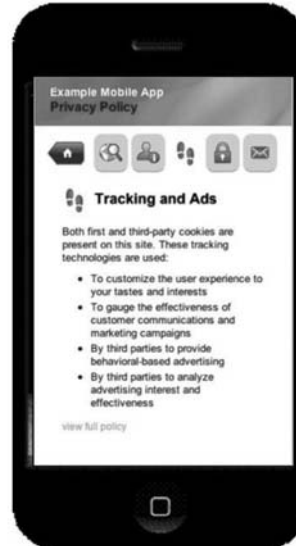 Example Mobile App
Privacy Policy
Tracking and Ads
Both first and third-party cookies are
present on this site. These tracking
technologies are used:
• To customize the user experience to
your tastes and interests
• To gauge the effectiveness of
customer communications and
marketing campaigns
• By third parties to provide
behavioral-based advertising
• By third parties to analyze
advertising interest and
effectiveness
view full policy